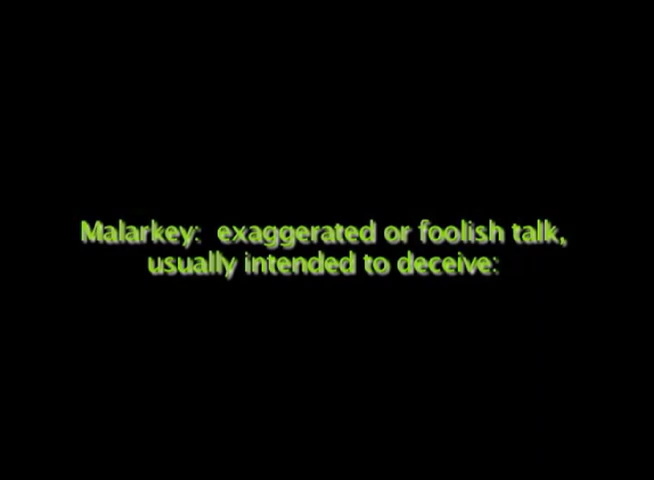 Malarkey: exaggerated or foolish talk,
usually intended to deceive: